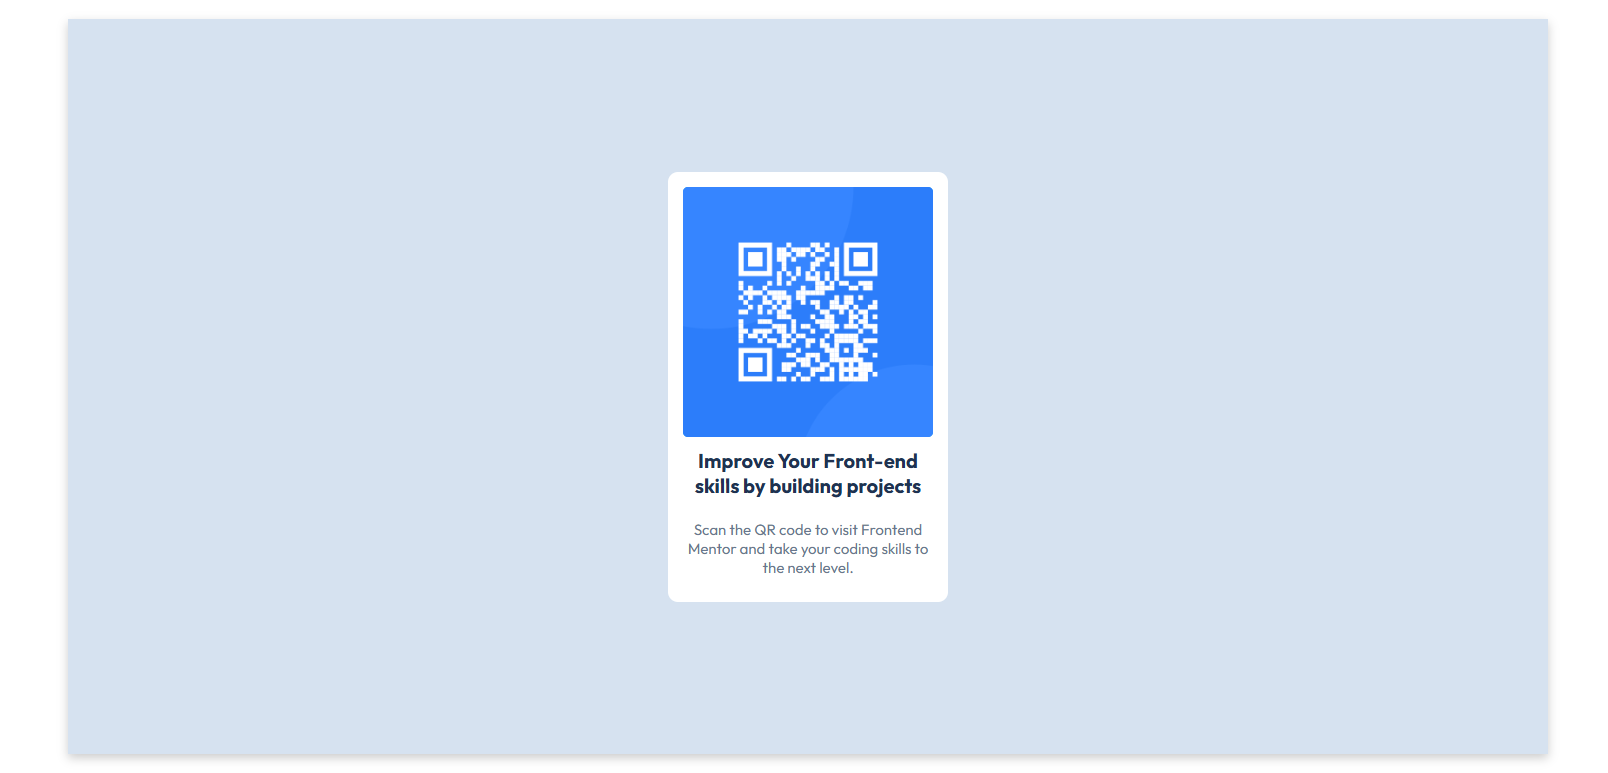 Improve Your Front-end
skills by building projects
Scan the QR code to visit Frontend
Mentor and take your coding skills to
the next level.